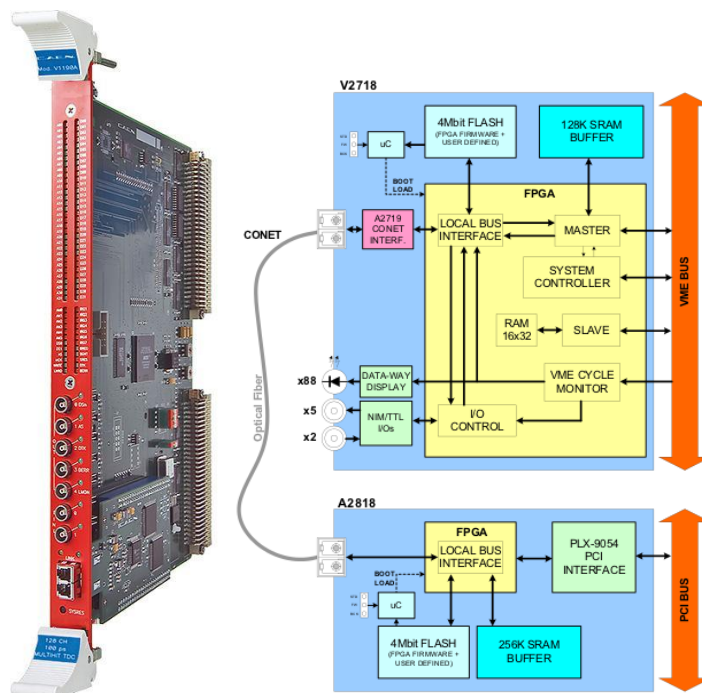 C.A.E.N.
Mod. V1190A
LINK
SYSRES
128 CH
100 ps
MULTIHIT TDC
V2718
uC
BOOT
LOAD
4Mbit FLASH
(FPGA FIRMWARE +
USER DEFINED)
128K SRAM
BUFFER
FPGA
CONET
A2719
CONET
INTERF.
LOCAL BUS
INTERFACE
MASTER
SYSTEM
CONTROLLER
RAM
16x32
SLAVE
VME BUS
Optical Fiber
x88
DATA-WAY
DISPLAY
VME CYCLE
MONITOR
x5
x2
NIM/TTL
I/Os
I/O
CONTROL
A2818
FPGA
LOCAL BUS
INTERFACE
PLX-9054
PCI
INTERFACE
BOOT
LOAD
uC
4Mbit FLASH
(FPGA FIRMWARE +
USER DEFINED)
256K SRAM
BUFFER
PCI BUS